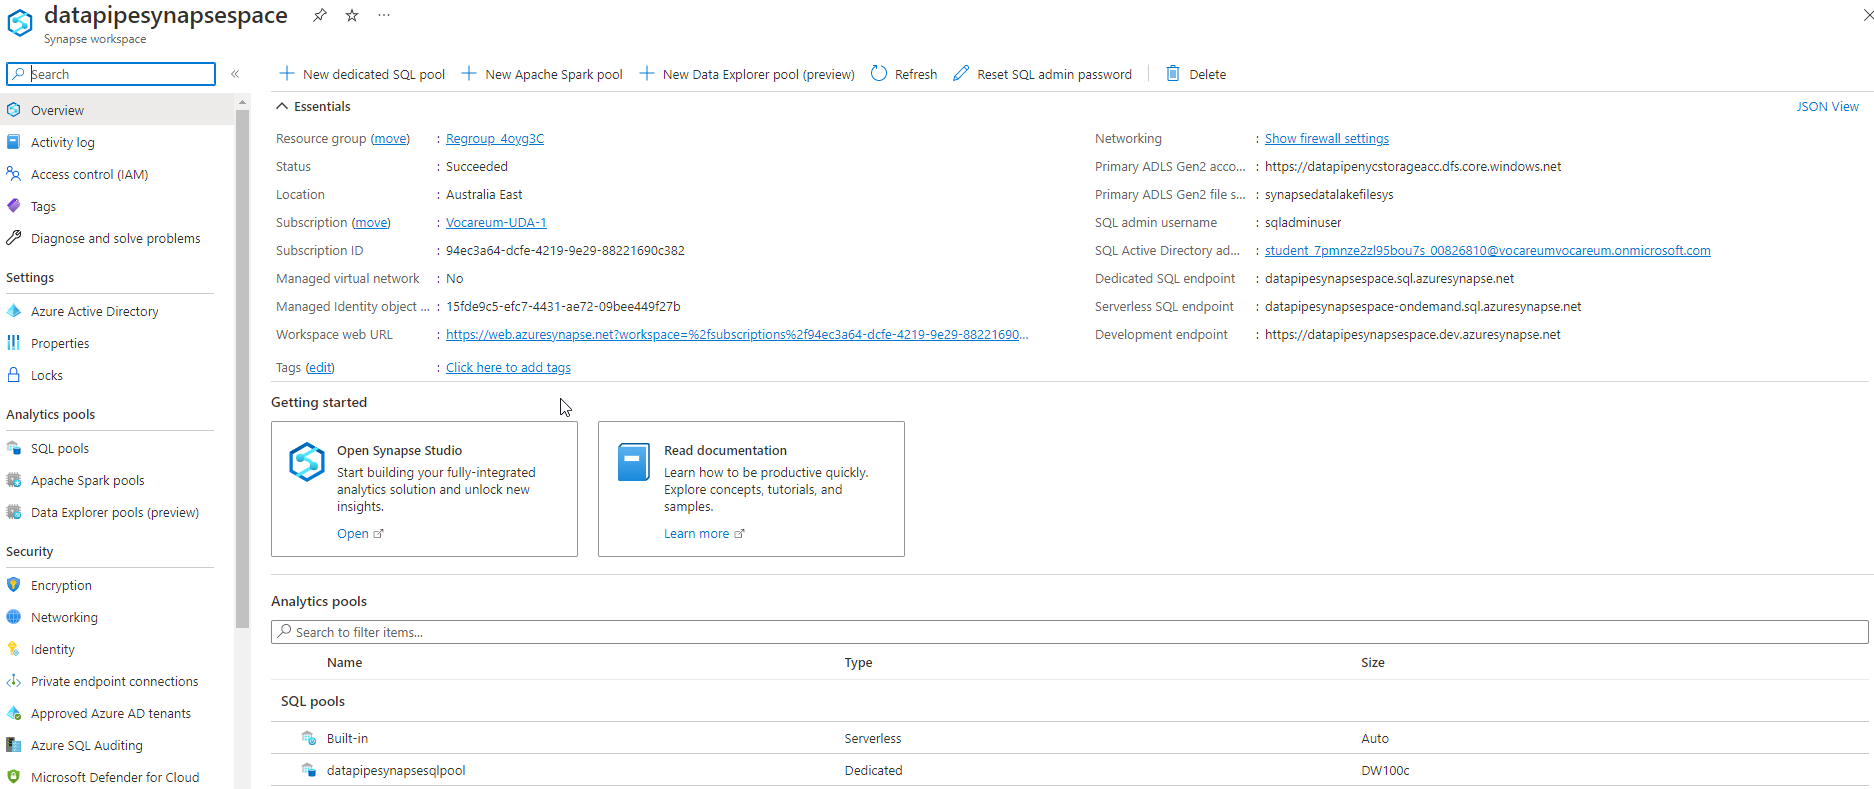 datapipesynapsespace
Synapse workspace
Search
Overview
Activity log
Access control (IAM)
Tags
Diagnose and solve problems
Settings
Azure Active Directory
Properties
Locks
Analytics pools
SQL pools
Apache Spark pools
Data Explorer pools (preview)
Security
Encryption
Networking
Identity
Private endpoint connections
Approved Azure AD tenants
Azure SQL Auditing
Microsoft Defender for Cloud
New dedicated SQL pool New Apache Spark pool New Data Explorer pool (preview) Refresh Reset SQL admin password Delete
Essentials JSON View
Resource group (move) : Regroup_4oyg3C
Status : Succeeded
Location : Australia East
Subscription (move) : Vocareum-UDA-1
Subscription ID : 94ec3a64-dcfe-4219-9e29-88221690c382
Managed virtual network : No
Managed Identity object ... : 15fde9c5-efc7-4431-ae72-09bee449f27b
Workspace web URL : https://web.azuresynapse.net?workspace=%2fsubscriptions%2f94ec3a64-dcfe-4219-9e29-88221690...
Tags (edit) : Click here to add tags
Networking : Show firewall settings
Primary ADLS Gen2 acco... : https://datapipenycstorageacc.dfs.core.windows.net
Primary ADLS Gen2 file s... : synapsedatalakefilesys
SQL admin username : sqladminuser
SQL Active Directory ad... : student_7pmnze2zl95bou7s_00826810@vocareumvocareum.onmicrosoft.com
Dedicated SQL endpoint : datapipesynapsespace.sql.azuresynapse.net
Serverless SQL endpoint : datapipesynapsespace-ondemand.sql.azuresynapse.net
Development endpoint : https://datapipesynapsespace.dev.azuresynapse.net
Getting started
Open Synapse Studio
Start building your fully-integrated
analytics solution and unlock new
insights.
Open
Read documentation
Learn how to be productive quickly.
Explore concepts, tutorials, and
samples.
Learn more
Analytics pools
Search to filter items...
Name Type Size
SQL pools
Built-in Serverless Auto
datapipesynapsesqlpool Dedicated DW100c